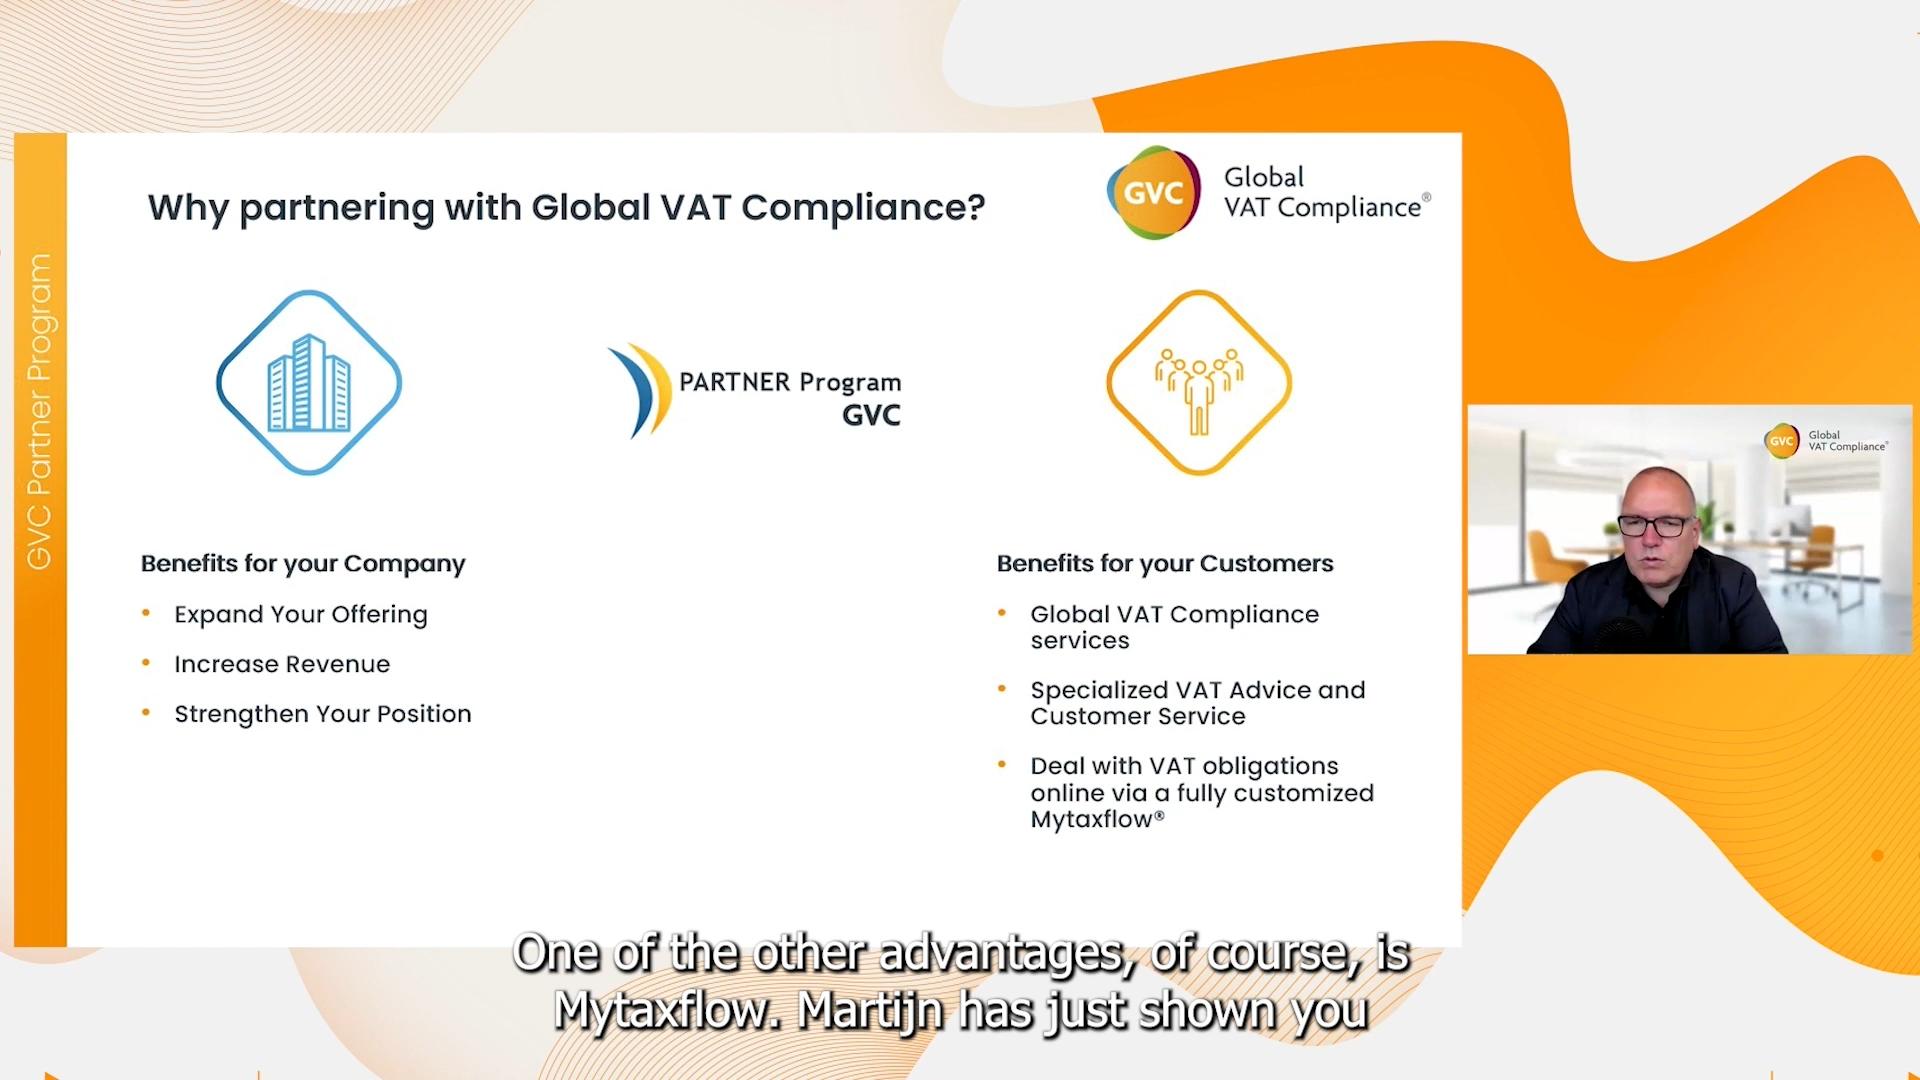 Why partnering with Global VAT Compliance?
GVC
Global
VAT Compliance®
GVC Partner Program
PARTNER Program
GVC
Benefits for your Company
• Expand Your Offering
• Increase Revenue
• Strengthen Your Position
Benefits for your Customers
• Global VAT Compliance
services
• Specialized VAT Advice and
Customer Service
• Deal with VAT obligations
online via a fully customized
Mytaxflow®
GVC
Global
VAT Compliance®
One of the other advantages, of course, is
Mytaxflow. Martijn has just shown you